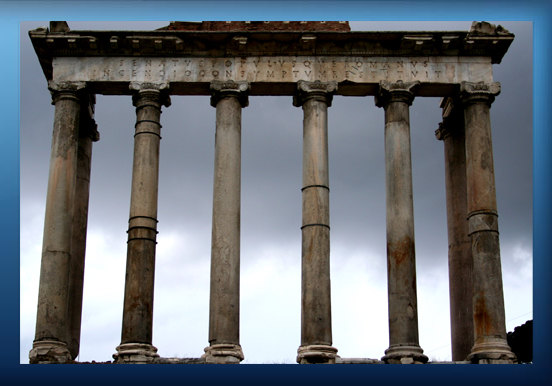 SENATVS POPVLVSQVE ROMANVS
INCENDIO CONSVMPTVM RESTITVIT